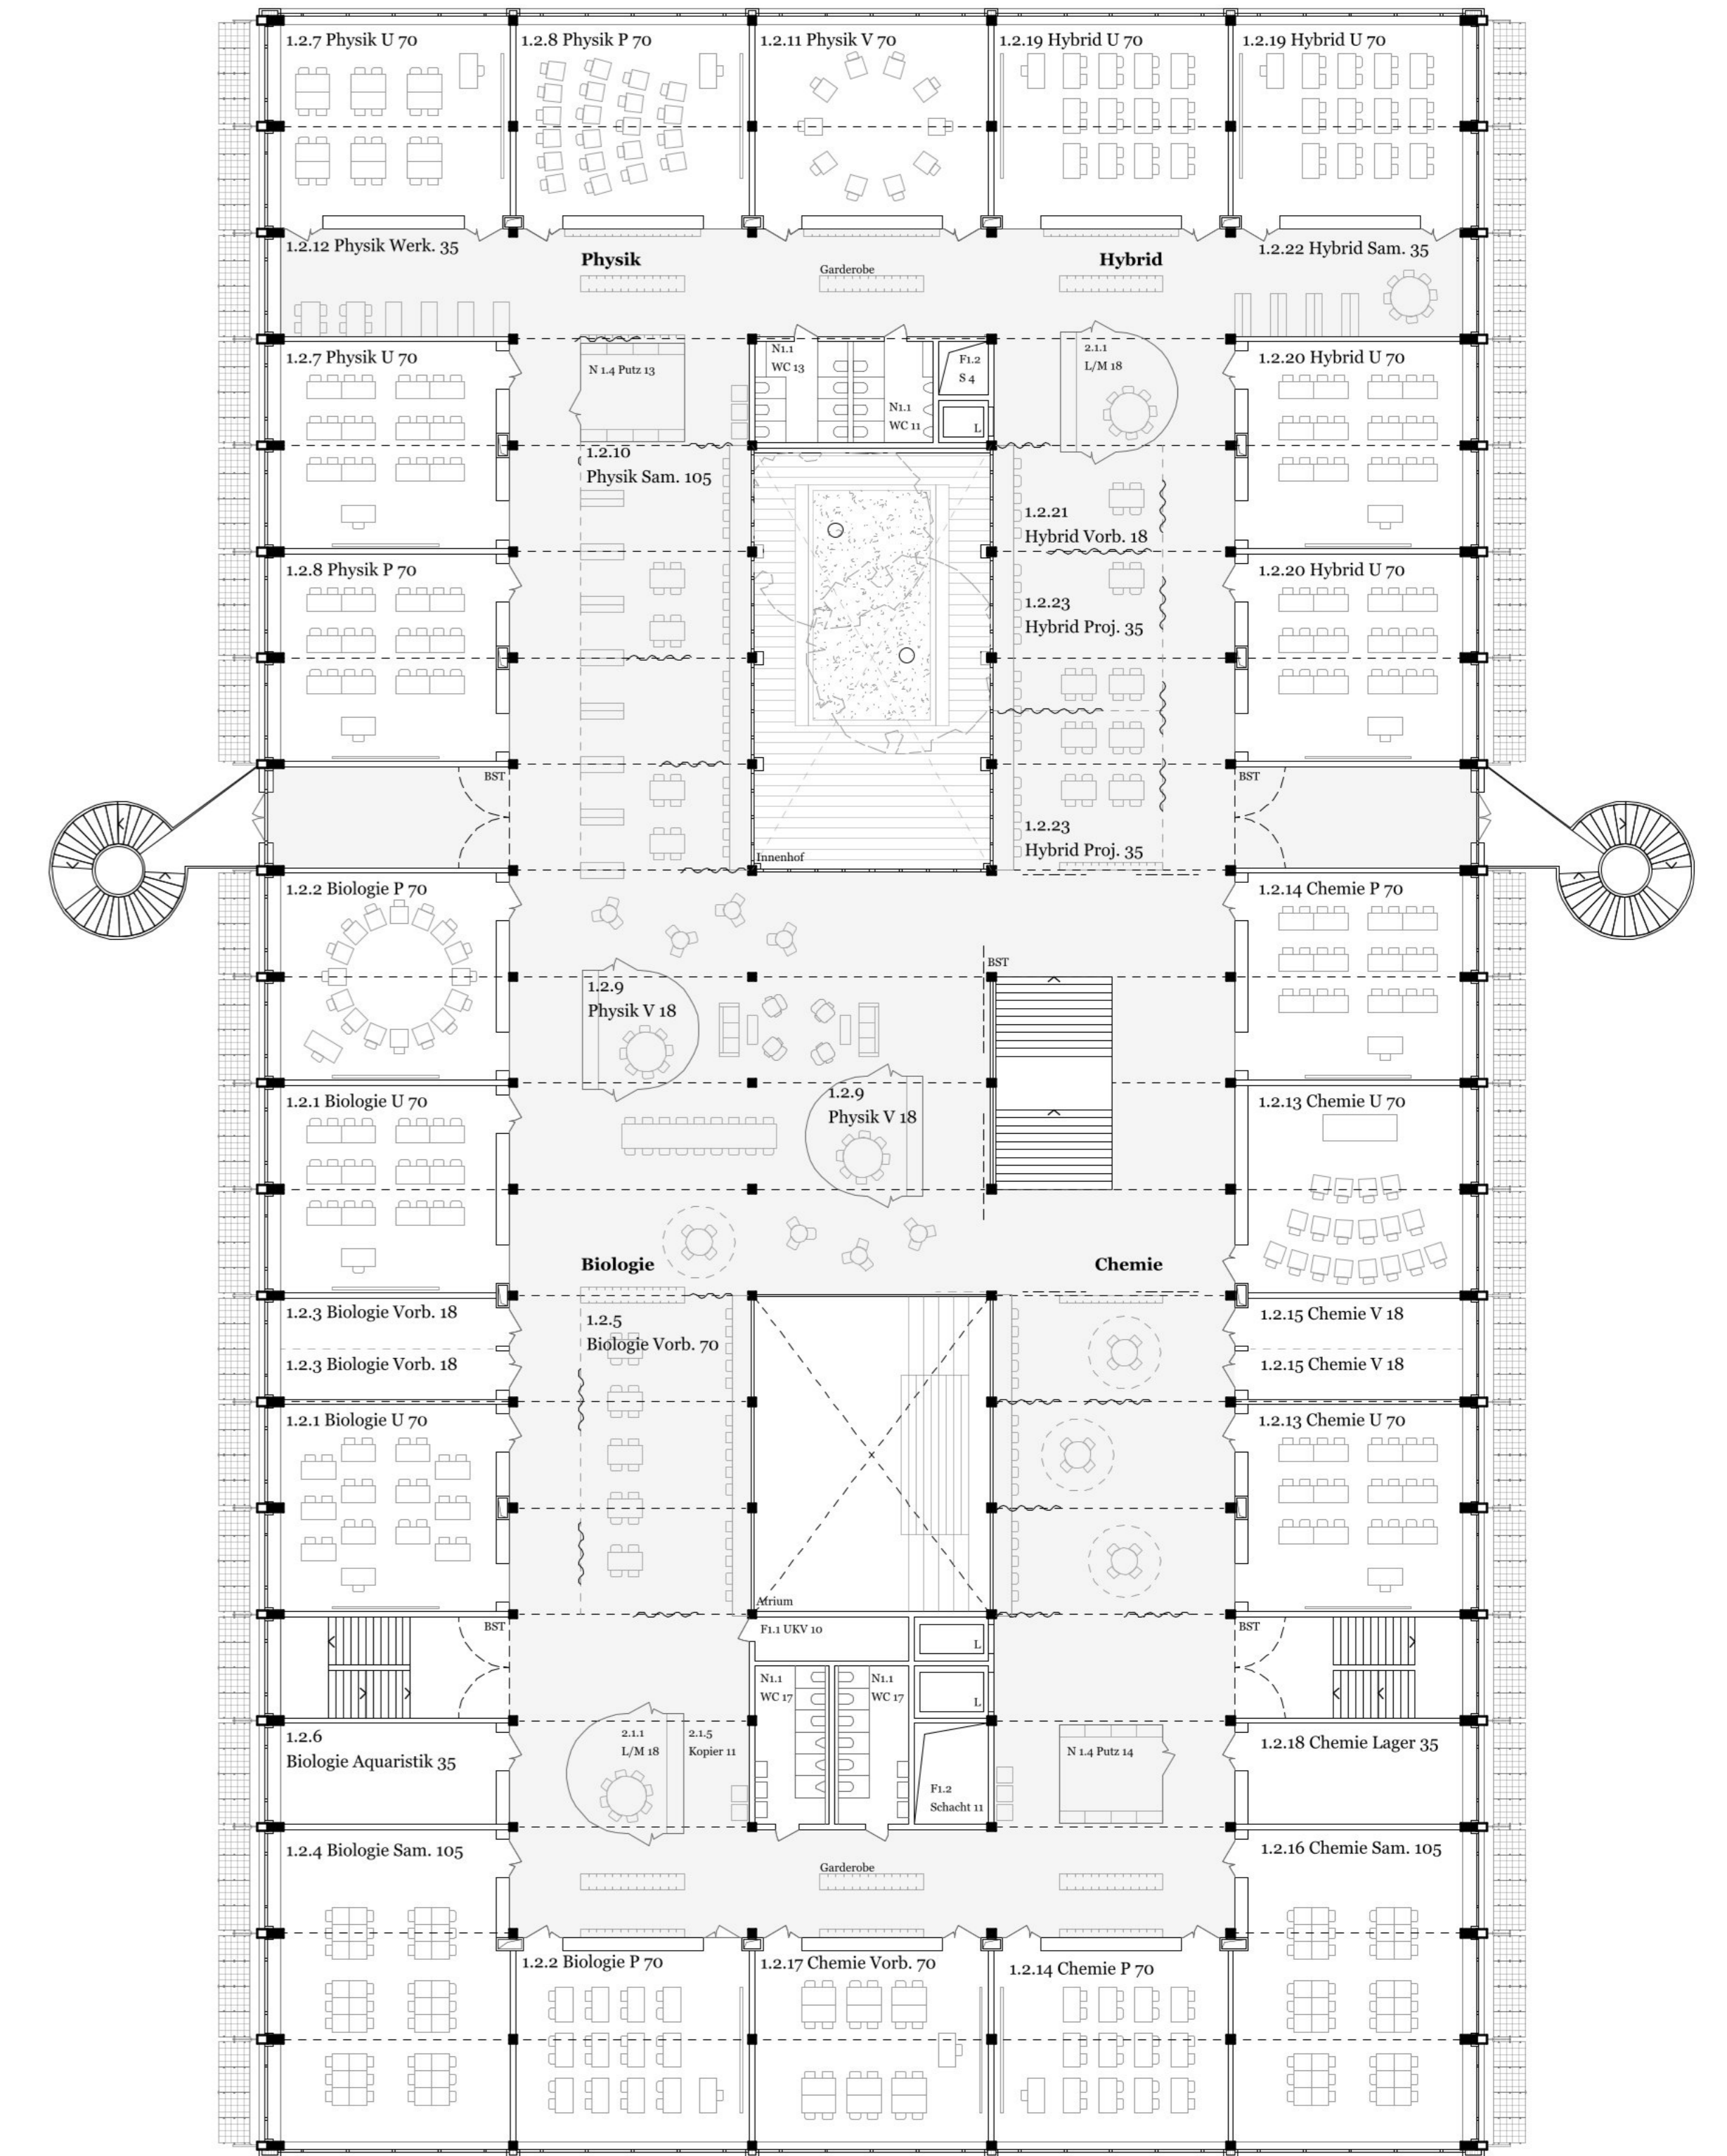 1.2.7 Physik U 70
1.2.8 Physik P 70
1.2.11 Physik V 70
1.2.19 Hybrid U 70
1.2.19 Hybrid U 70
1.2.12 Physik Werk. 35
Physik
Garderobe
Hybrid
1.2.22 Hybrid Sam. 35
1.2.7 Physik U 70
N 1.4 Putz 13
N1.1
WC 13
N1.1
WC 11
F1.2
S 4
L
2.1.1
L/M 18
1.2.20 Hybrid U 70
1.2.10
Physik Sam. 105
1.2.21
Hybrid Vorb. 18
1.2.8 Physik P 70
1.2.23
Hybrid Proj. 35
1.2.20 Hybrid U 70
BST
BST
1.2.23
Hybrid Proj. 35
Innenhof
1.2.2 Biologie P 70
1.2.14 Chemie P 70
BST
1.2.9
Physik V 18
1.2.1 Biologie U 70
1.2.9
Physik V 18
1.2.13 Chemie U 70
Biologie
Chemie
1.2.3 Biologie Vorb. 18
1.2.5
Biologie Vorb. 70
1.2.15 Chemie V 18
1.2.3 Biologie Vorb. 18
1.2.15 Chemie V 18
1.2.1 Biologie U 70
1.2.13 Chemie U 70
x
Atrium
BST
F1.1 UKV 10
L
BST
N1.1
WC 17
N1.1
WC 17
L
1.2.6
Biologie Aquaristik 35
2.1.1
L/M 18
2.1.5
Kopier 11
N 1.4 Putz 14
1.2.18 Chemie Lager 35
F1.2
Schacht 11
1.2.4 Biologie Sam. 105
Garderobe
1.2.16 Chemie Sam. 105
1.2.2 Biologie P 70
1.2.17 Chemie Vorb. 70
1.2.14 Chemie P 70